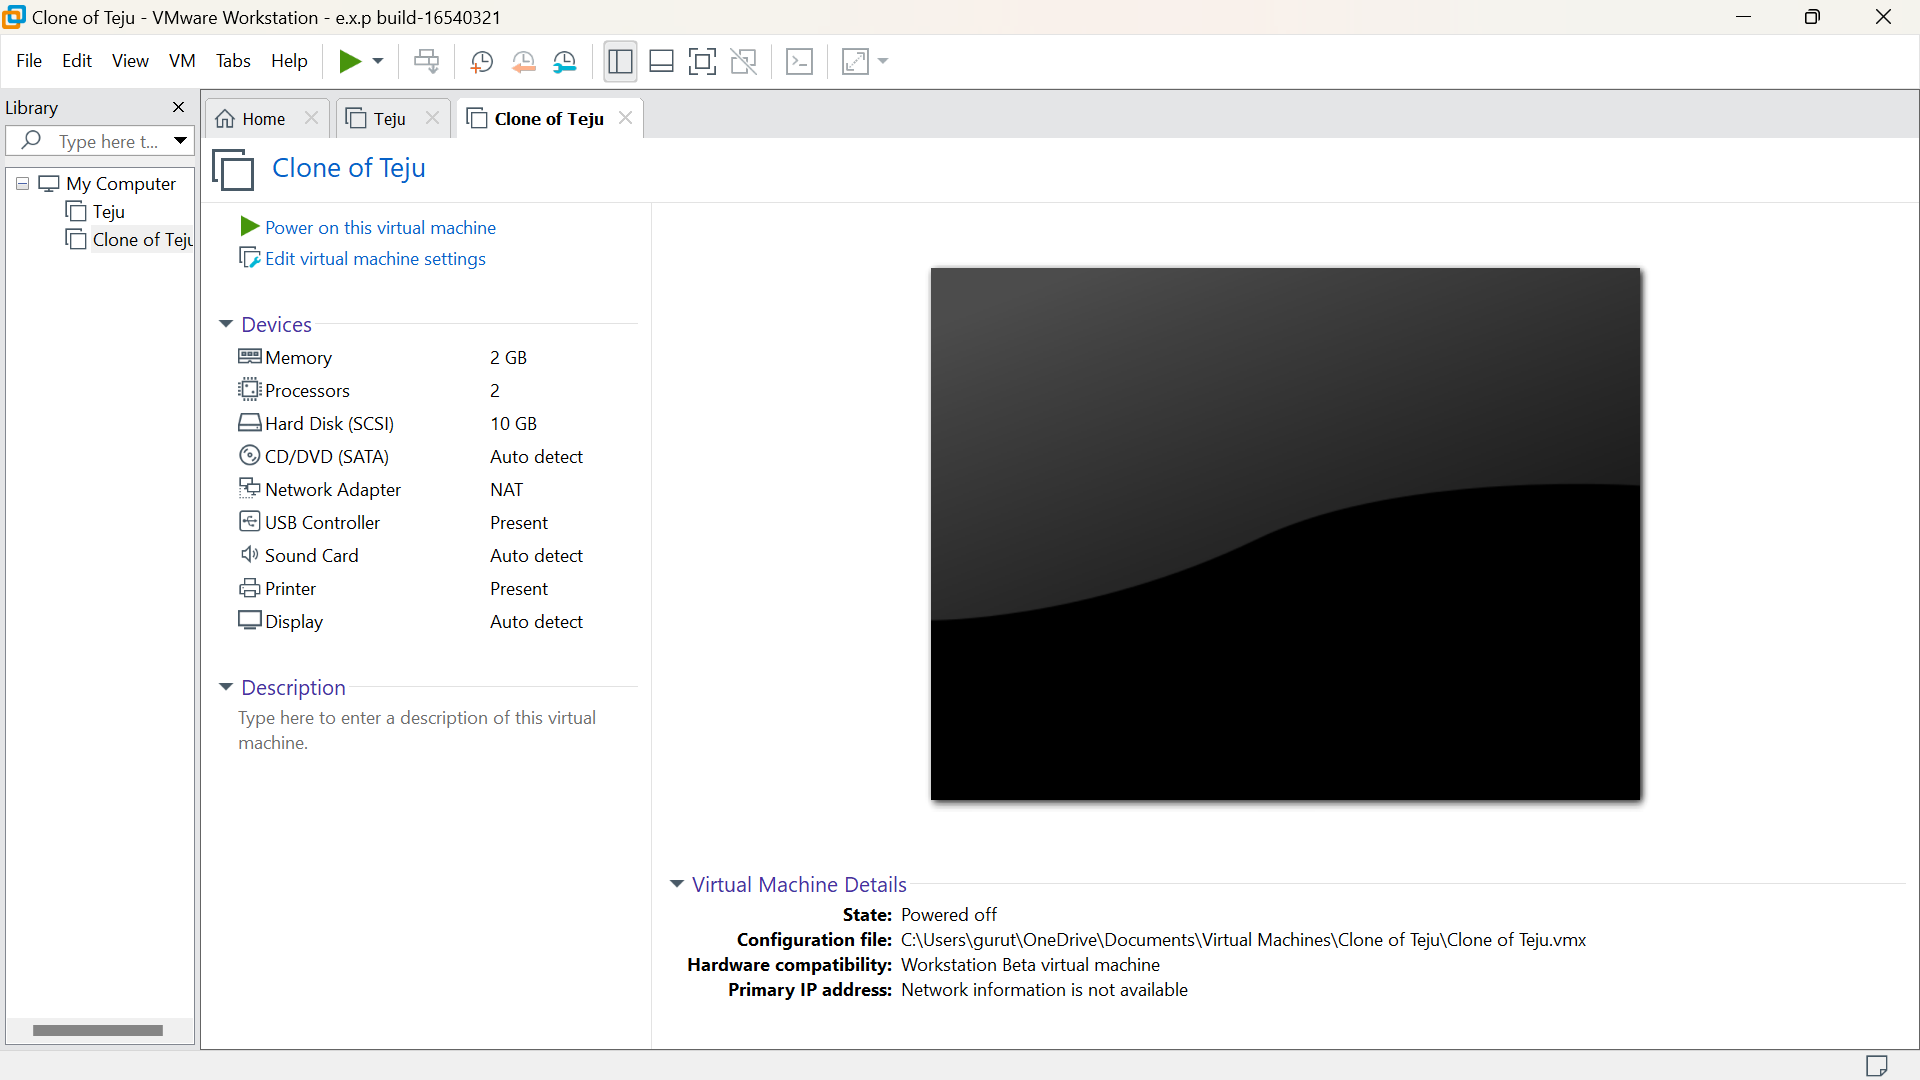 Clone of Teju - VMware Workstation - e.x.p build-16540321
File Edit View VM Tabs Help
Library
Type here t...
My Computer
Teju
Clone of Teju
Home
Teju
Clone of Teju
Clone of Teju
Power on this virtual machine
Edit virtual machine settings
Devices
Memory 2 GB
Processors 2
Hard Disk (SCSI) 10 GB
CD/DVD (SATA) Auto detect
Network Adapter NAT
USB Controller Present
Sound Card Auto detect
Printer Present
Display Auto detect
Description
Type here to enter a description of this virtual
machine.
Virtual Machine Details
State: Powered off
Configuration file: C:\Users\gurut\OneDrive\Documents\Virtual Machines\Clone of Teju\Clone of Teju.vmx
Hardware compatibility: Workstation Beta virtual machine
Primary IP address: Network information is not available